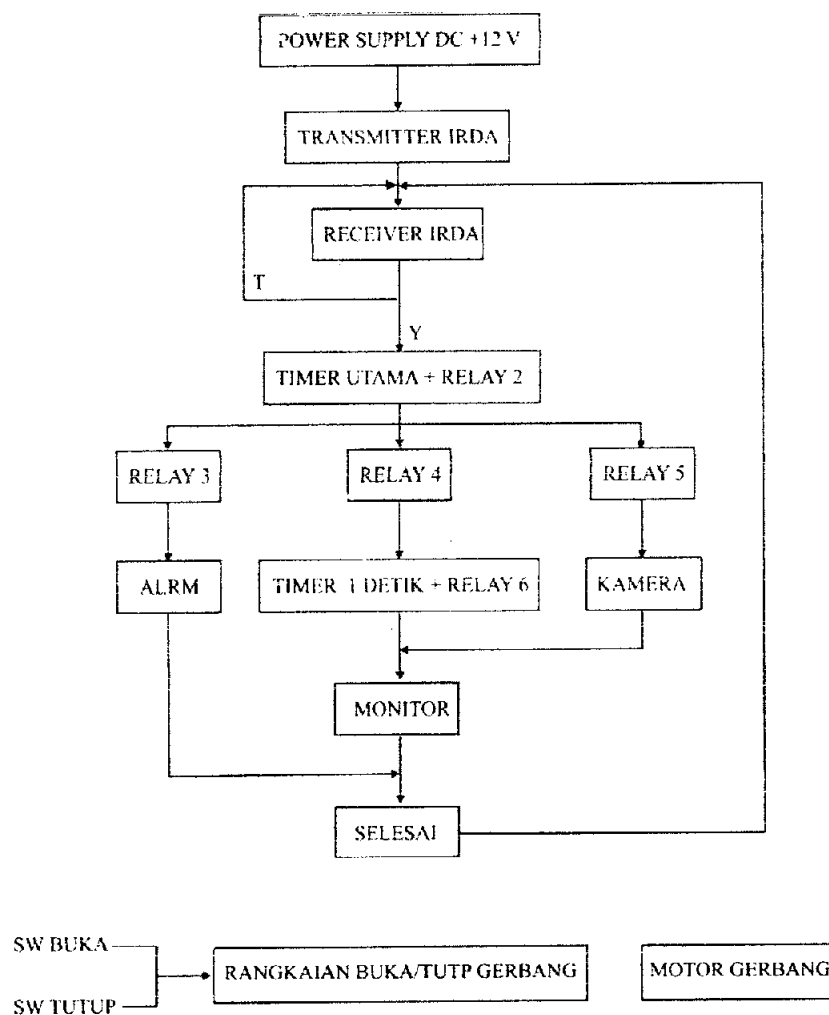 POWER SUPPLY DC +12 V
TRANSMITTER IRDA
RECEIVER IRDA
T
Y
TIMER UTAMA + RELAY 2
RELAY 3
RELAY 4
RELAY 5
ALRM
TIMER 1 DETIK + RELAY 6
KAMERA
MONITOR
SELESAI
SW BUKA
RANGKAIAN BUKA/TUTP GERBANG
MOTOR GERBANG
SW TUTUP